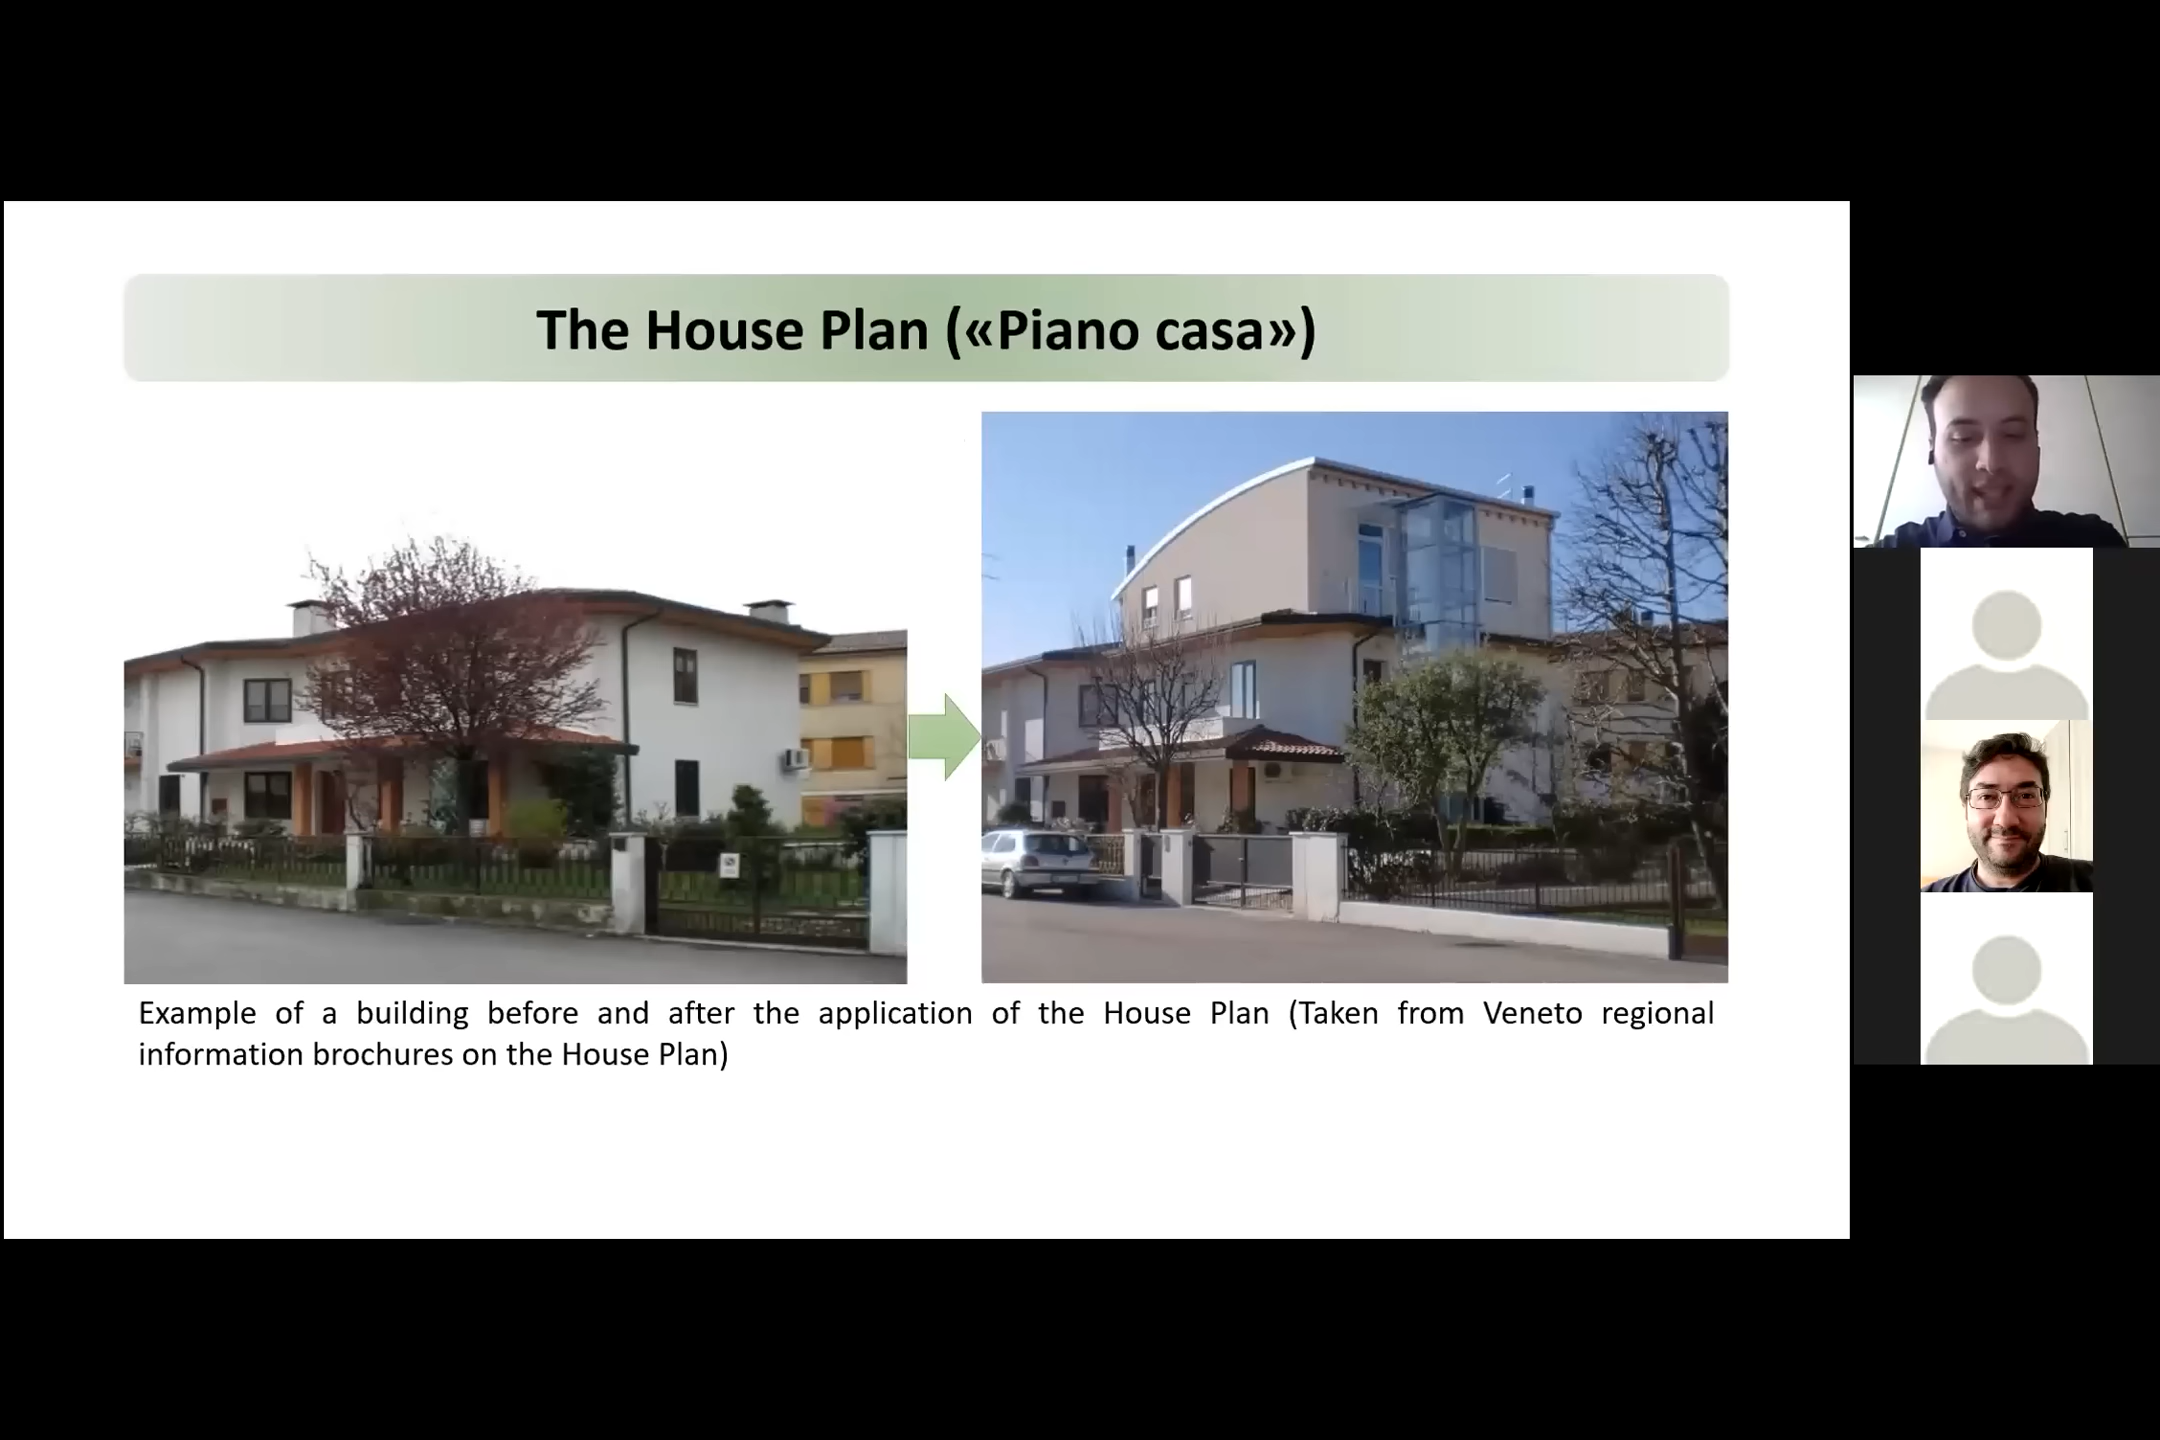 The House Plan («Piano casa»)
Example of a building before and after the application of the House Plan (Taken from Veneto regional
information brochures on the House Plan)